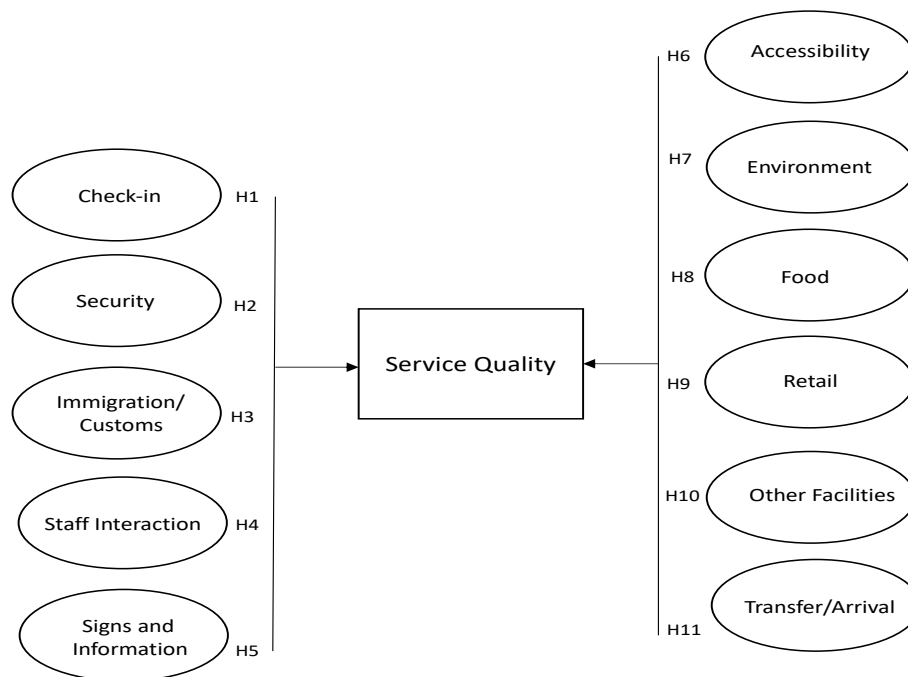 Check-in
H1
Security
H2
Immigration/
Customs
H3
Staff Interaction
H4
Signs and
Information
H5
Service Quality
H6
Accessibility
H7
Environment
H8
Food
H9
Retail
H10
Other Facilities
H11
Transfer/Arrival